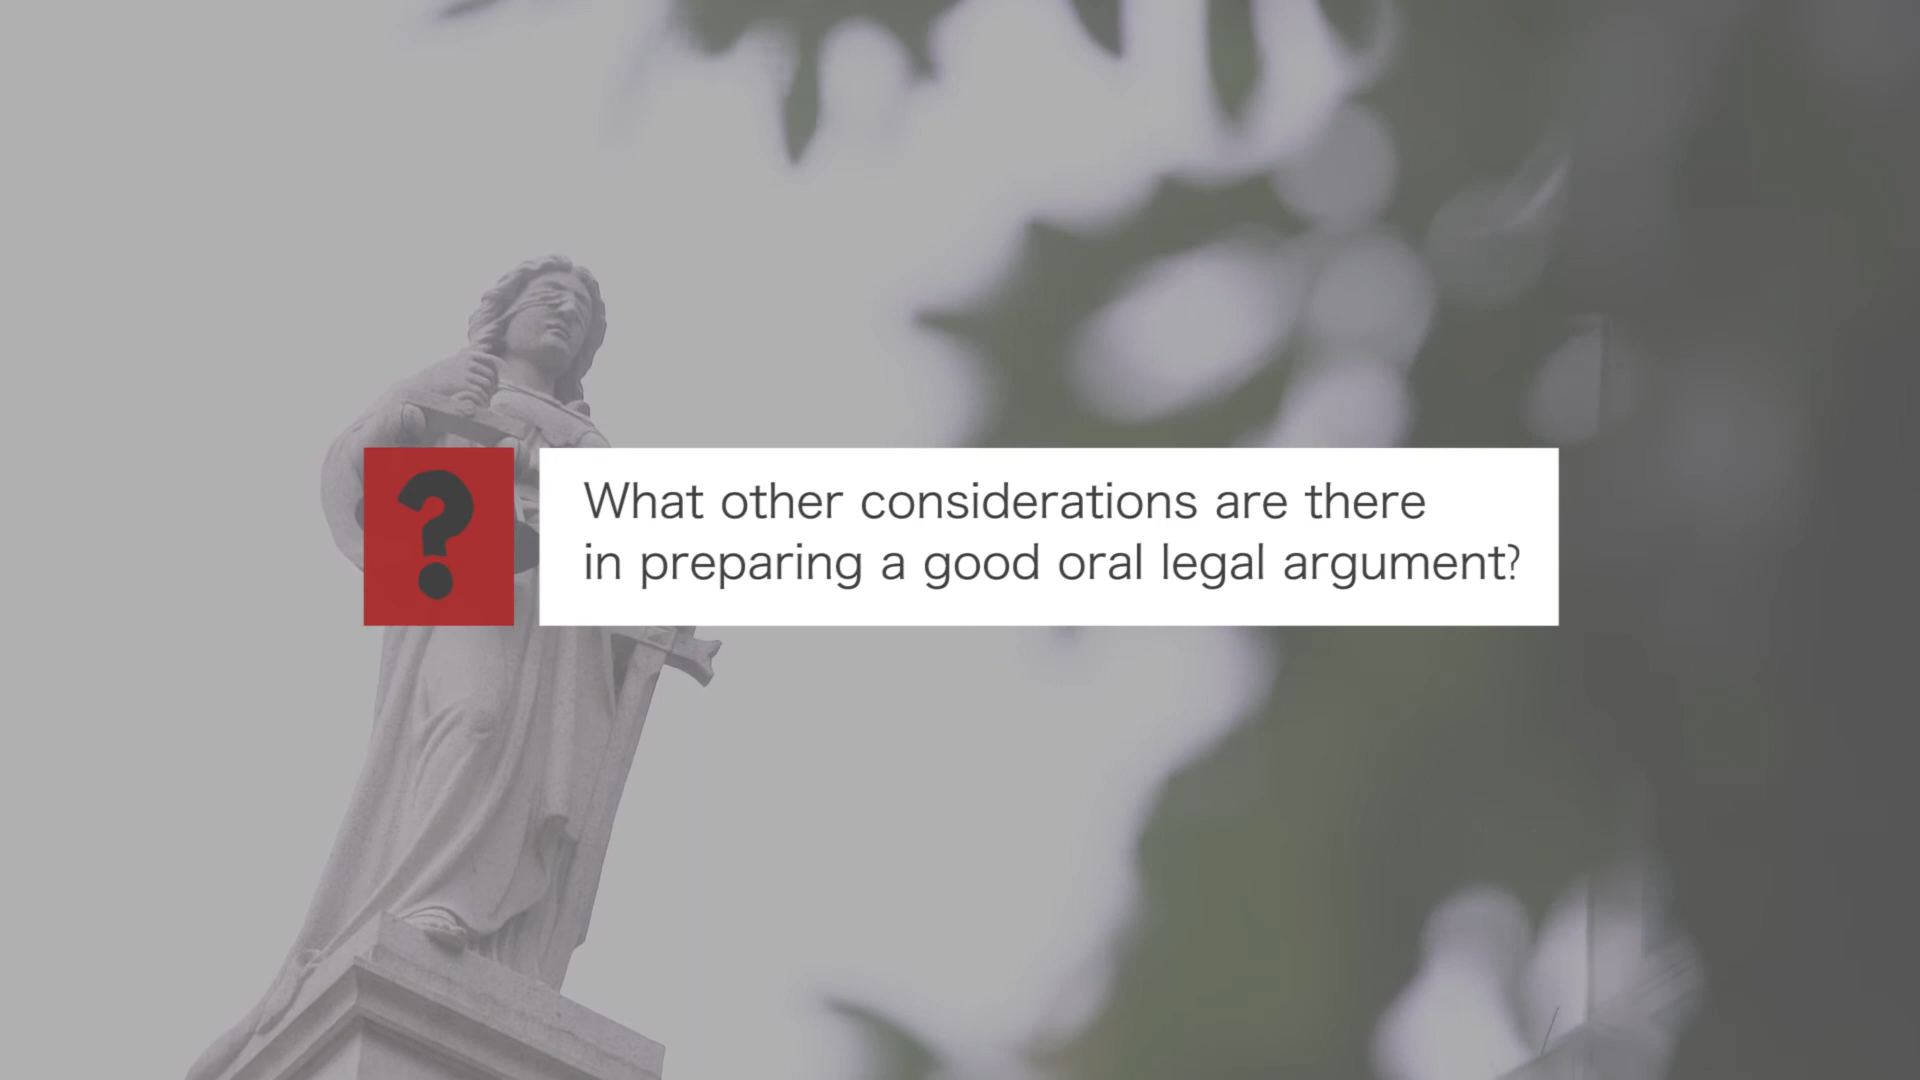 ?
What other considerations are there
in preparing a good oral legal argument?